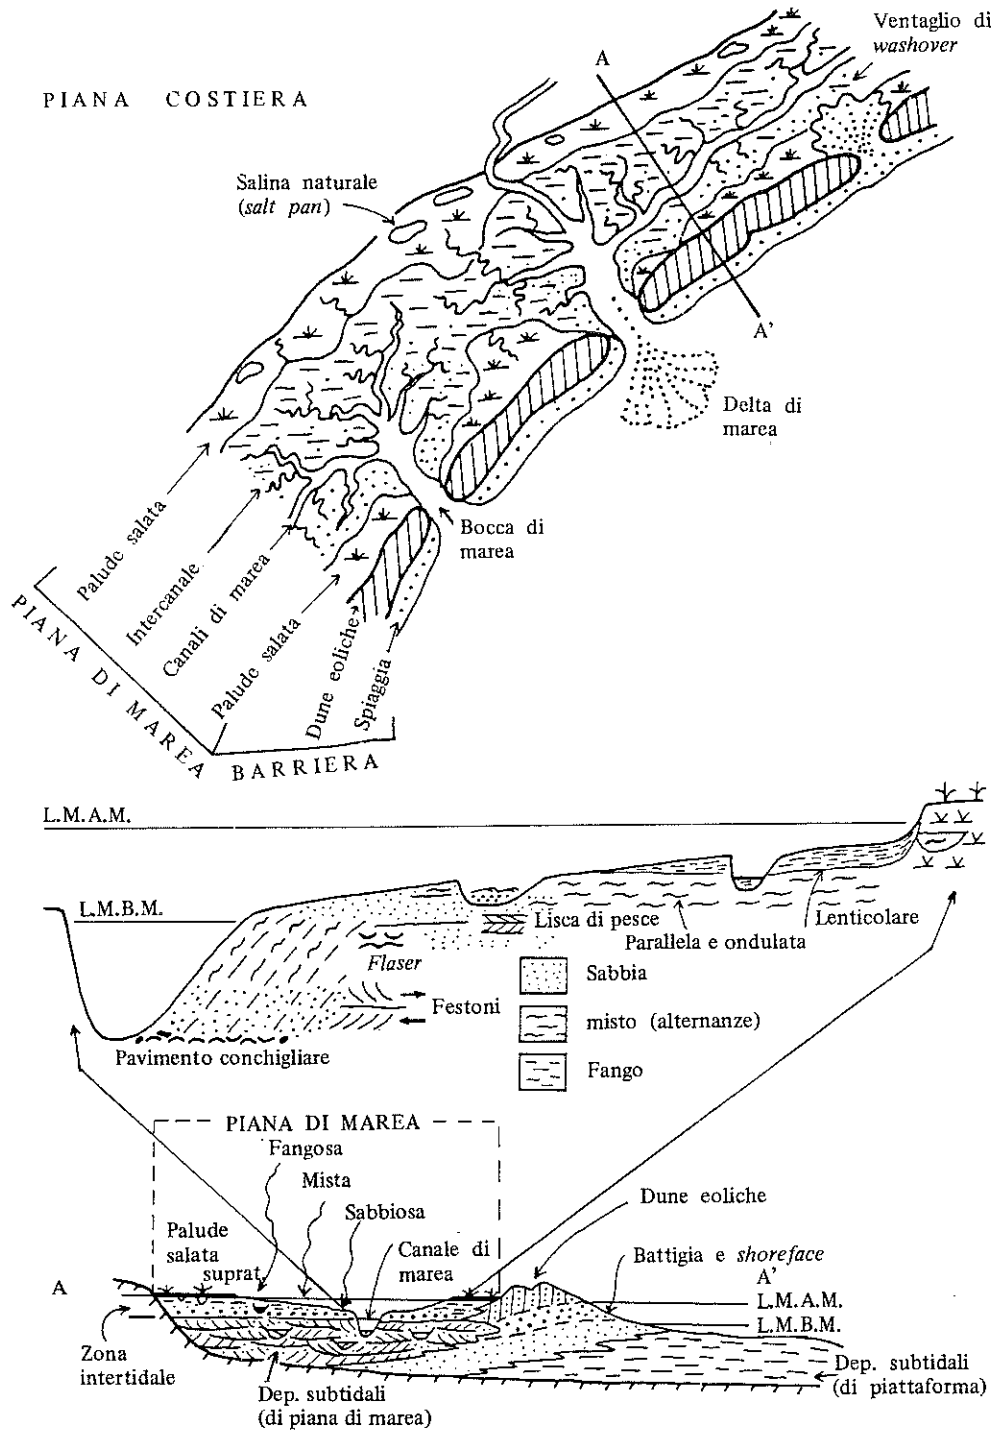 Ventaglio di
washover
A
PIANA COSTIERA
Salina naturale
(salt pan)
A'
Delta di
marea
Bocca di
marea
Palude salata
Intercanale
Canali di marea
Palude salata
Dune eoliche
Spiaggia
PIANA DI MAREA
BARRIERA
L.M.A.M.
L.M.B.M.
Lisca di pesce
Lenticolare
Parallela e ondulata
Flaser
Sabbia
Festoni
misto (alternanze)
Pavimento conchigliare
Fango
PIANA DI MAREA
Fangosa
Mista
Dune eoliche
Sabbiosa
Palude
salata
suprat.
Canale di
marea
Battigia e shoreface
A
A'
L.M.A.M.
L.M.B.M.
Zona
intertidale
Dep. subtidali
(di piana di marea)
Dep. subtidali
(di piattaforma)